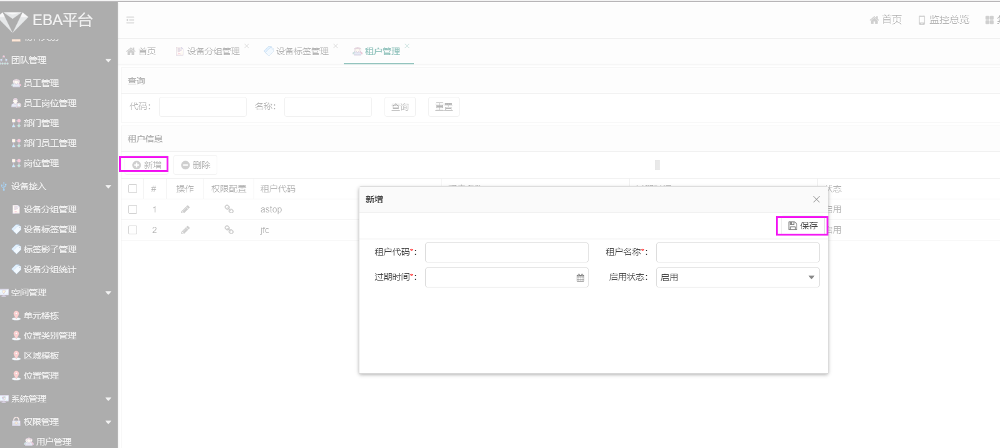 EBA平台
首页
监控总览
首页
设备分组管理
设备标签管理
租户管理
团队管理
员工管理
员工岗位管理
部门管理
部门员工管理
岗位管理
设备接入
设备分组管理
设备标签管理
标签影子管理
设备分组统计
空间管理
单元楼栋
位置类别管理
区域模板
位置管理
系统管理
权限管理
用户管理
查询
代码：
名称：
查询
重置
租户信息
新增
删除
# 操作 权限配置 租户代码 状态
1 astop 启用
2 jfc 启用
新增
保存
租户代码*：
租户名称*：
过期时间*：
启用状态： 启用